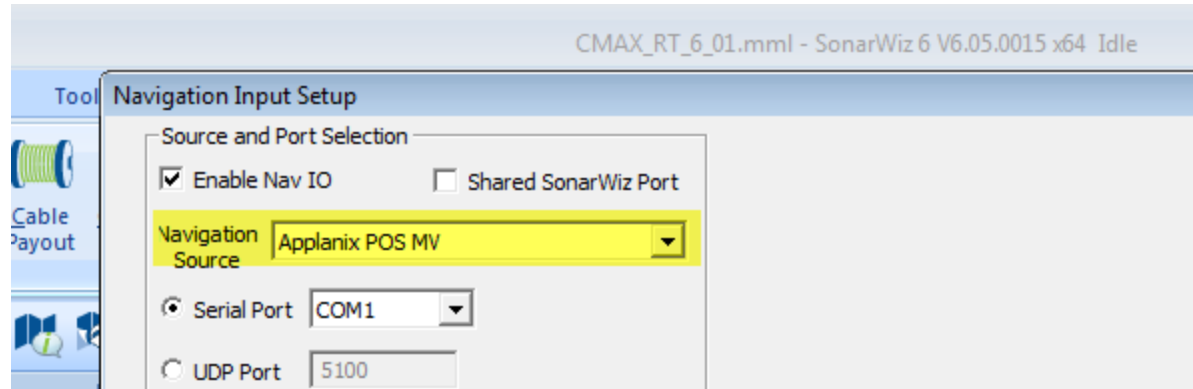 CMAX_RT_6_01.mml - SonarWiz 6 V6.05.0015 x64 Idle
Tool
Navigation Input Setup
Source and Port Selection
Enable Nav IO
Shared SonarWiz Port
Cable
Payout
Navigation
Source
Applanix POS MV
Serial Port
COM1
UDP Port
5100